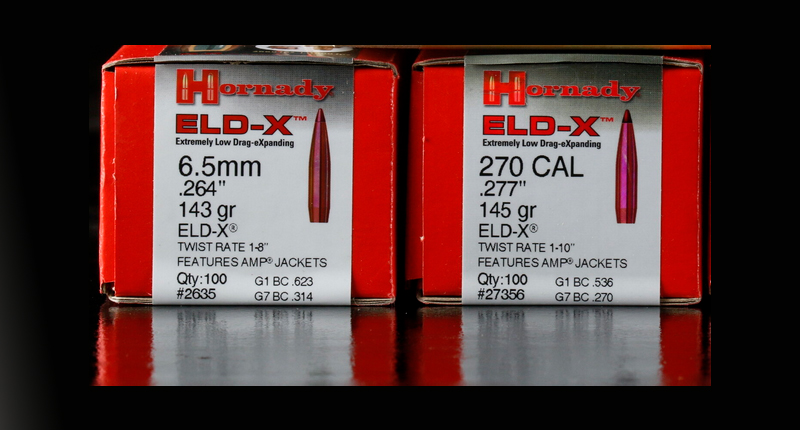 Hornady
ELD-X™
Extremely Low Drag-eXpanding
6.5mm
.264"
143 gr
ELD-X®
TWIST RATE 1-8"
FEATURES AMP® JACKETS
Qty:100 G1 BC .623
#2635 G7 BC .314
Hornady
ELD-X™
Extremely Low Drag-eXpanding
270 CAL
.277"
145 gr
ELD-X®
TWIST RATE 1-10"
FEATURES AMP® JACKETS
Qty:100 G1 BC .536
#27356 G7 BC .270